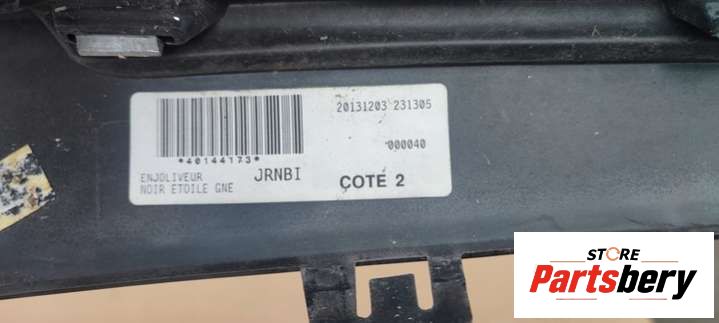 20131203 231305
000040
*40144173*
ENJOLIVEUR JRNBI
NOIR ETOILE GNE COTE 2
STORE
Partsbery